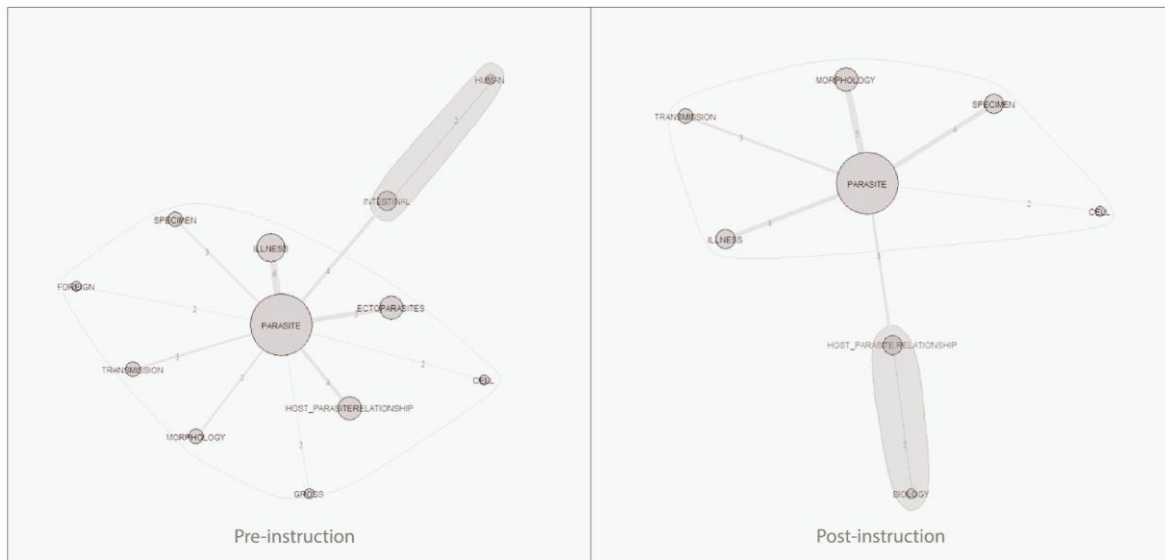 HUMAN
2
INTESTINAL
SPECIMEN
ILLNESS
4
3
6
FOREIGN
ECTOPARASITES
2
5
PARASITE
TRANSMISSION
3
2
CELL
3
4
HOST_PARASITERELATIONSHIP
MORPHOLOGY
2
GROSS
Pre-instruction
MORPHOLOGY
SPECIMEN
TRANSMISSION
5
4
3
PARASITE
2
CELL
4
ILLNESS
3
HOST_PARASITE RELATIONSHIP
2
BIOLOGY
Post-instruction